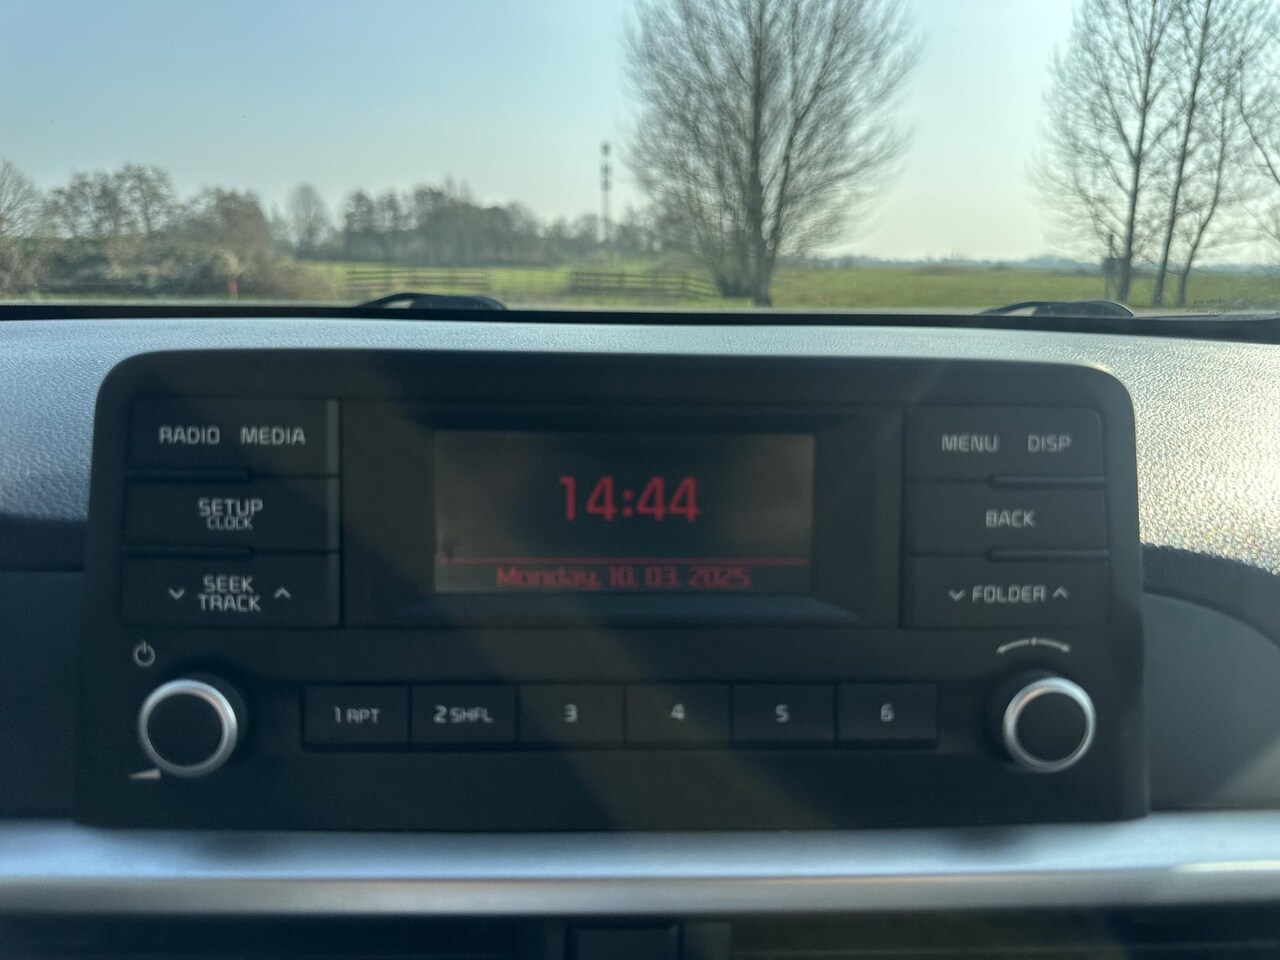 RADIO MEDIA
MENU DISP
14:44
SETUP
CLOCK
BACK
Monday, 10. 03. 2025
SEEK
TRACK
FOLDER
1 RPT 2 SHFL 3 4 5 6